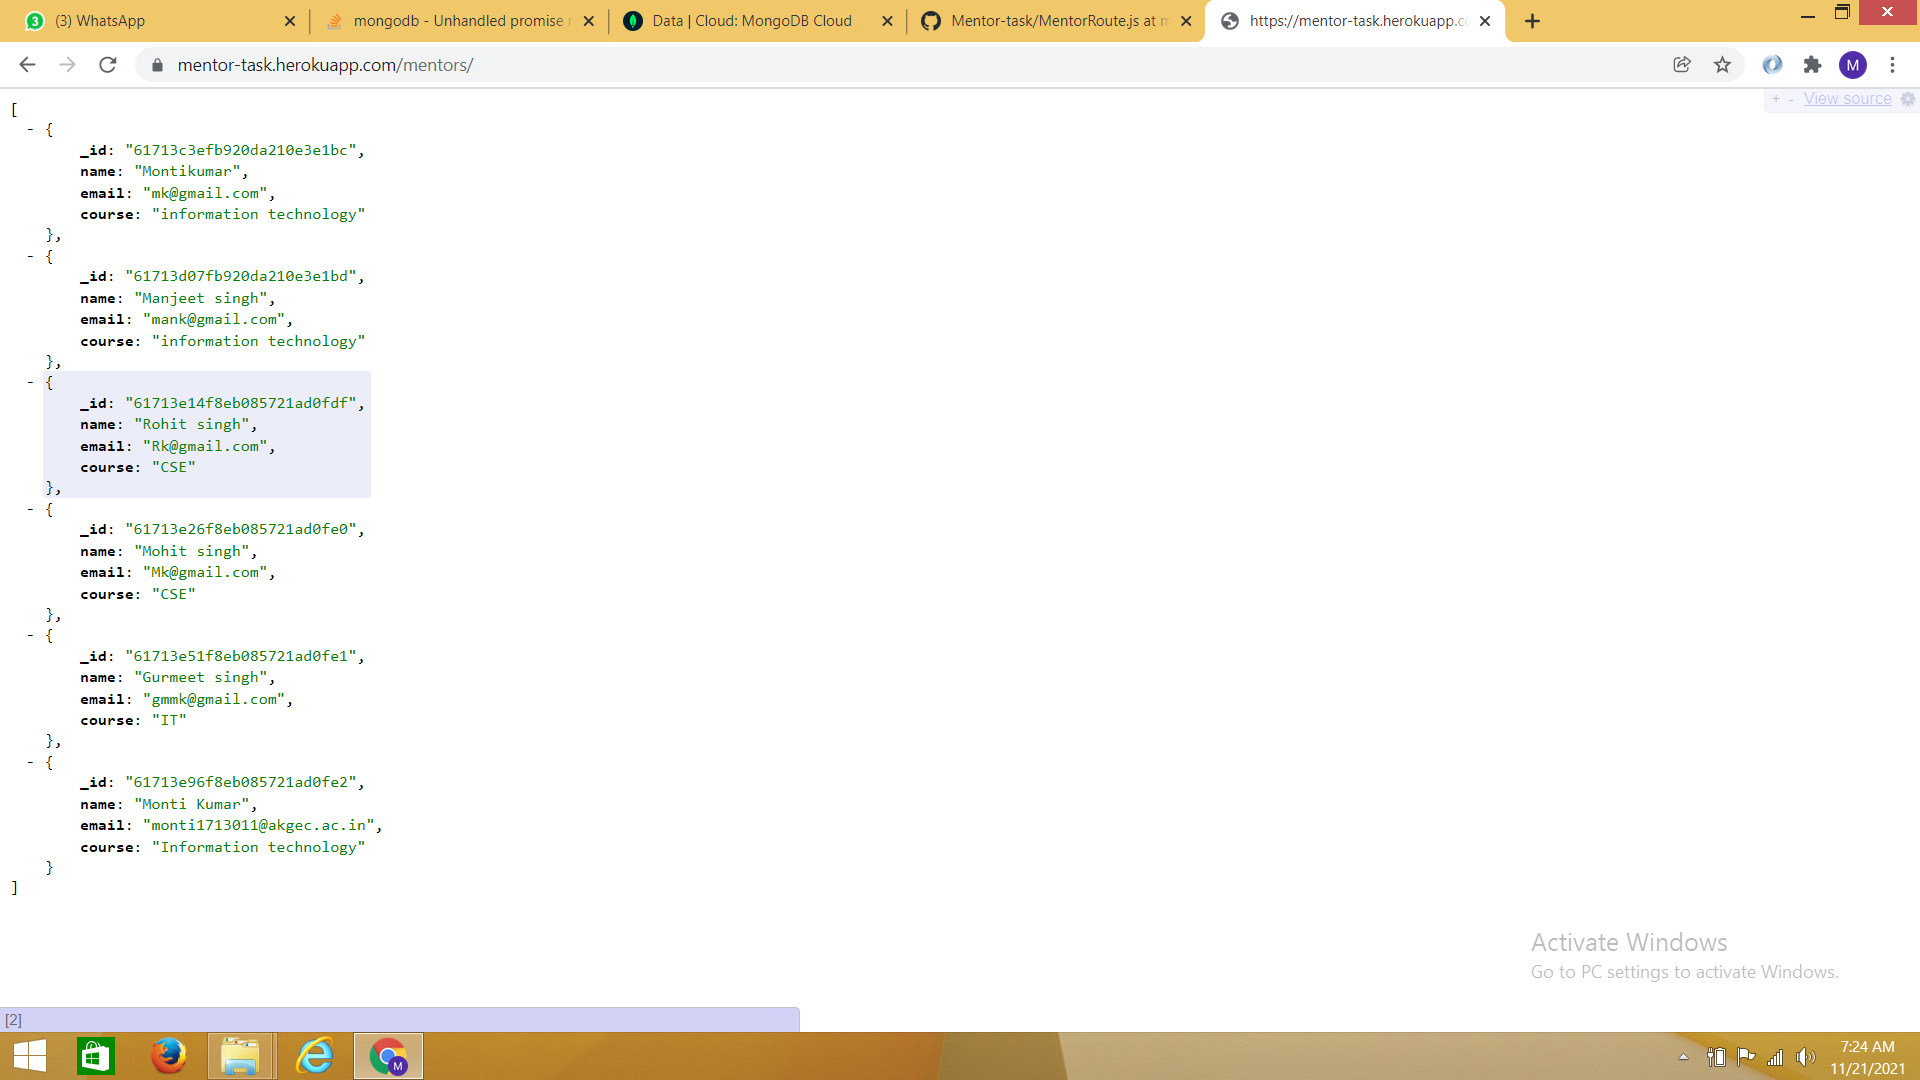 3 (3) WhatsApp
mongodb - Unhandled promise
Data | Cloud: MongoDB Cloud
Mentor-task/MentorRoute.js at
https://mentor-task.herokuapp.c
mentor-task.herokuapp.com/mentors/
M
+ - View source
[
- {
_id: "61713c3efb920da210e3e1bc",
name: "Montikumar",
email: "mk@gmail.com",
course: "information technology"
},
- {
_id: "61713d07fb920da210e3e1bd",
name: "Manjeet singh",
email: "mank@gmail.com",
course: "information technology"
},
- {
_id: "61713e14f8eb085721ad0fdf",
name: "Rohit singh",
email: "Rk@gmail.com",
course: "CSE"
},
- {
_id: "61713e26f8eb085721ad0fe0",
name: "Mohit singh",
email: "Mk@gmail.com",
course: "CSE"
},
- {
_id: "61713e51f8eb085721ad0fe1",
name: "Gurmeet singh",
email: "gmmk@gmail.com",
course: "IT"
},
- {
_id: "61713e96f8eb085721ad0fe2",
name: "Monti Kumar",
email: "monti1713011@akgec.ac.in",
course: "Information technology"
}
]
Activate Windows
Go to PC settings to activate Windows.
[2]
M
7:24 AM
11/21/2021